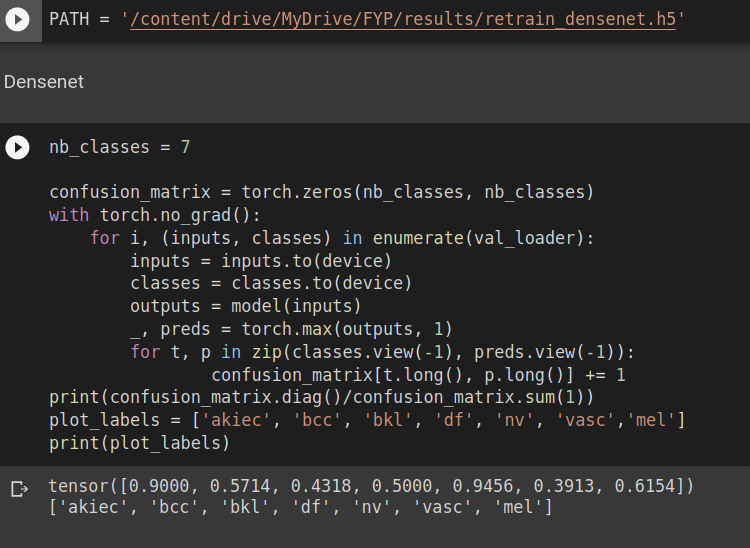 PATH = '/content/drive/MyDrive/FYP/results/retrain_densenet.h5'
Densenet
nb_classes = 7
confusion_matrix = torch.zeros(nb_classes, nb_classes)
with torch.no_grad():
    for i, (inputs, classes) in enumerate(val_loader):
        inputs = inputs.to(device)
        classes = classes.to(device)
        outputs = model(inputs)
        _, preds = torch.max(outputs, 1)
        for t, p in zip(classes.view(-1), preds.view(-1)):
                confusion_matrix[t.long(), p.long()] += 1
print(confusion_matrix.diag()/confusion_matrix.sum(1))
plot_labels = ['akiec', 'bcc', 'bkl', 'df', 'nv', 'vasc','mel']
print(plot_labels)
tensor([0.9000, 0.5714, 0.4318, 0.5000, 0.9456, 0.3913, 0.6154])
['akiec', 'bcc', 'bkl', 'df', 'nv', 'vasc', 'mel']